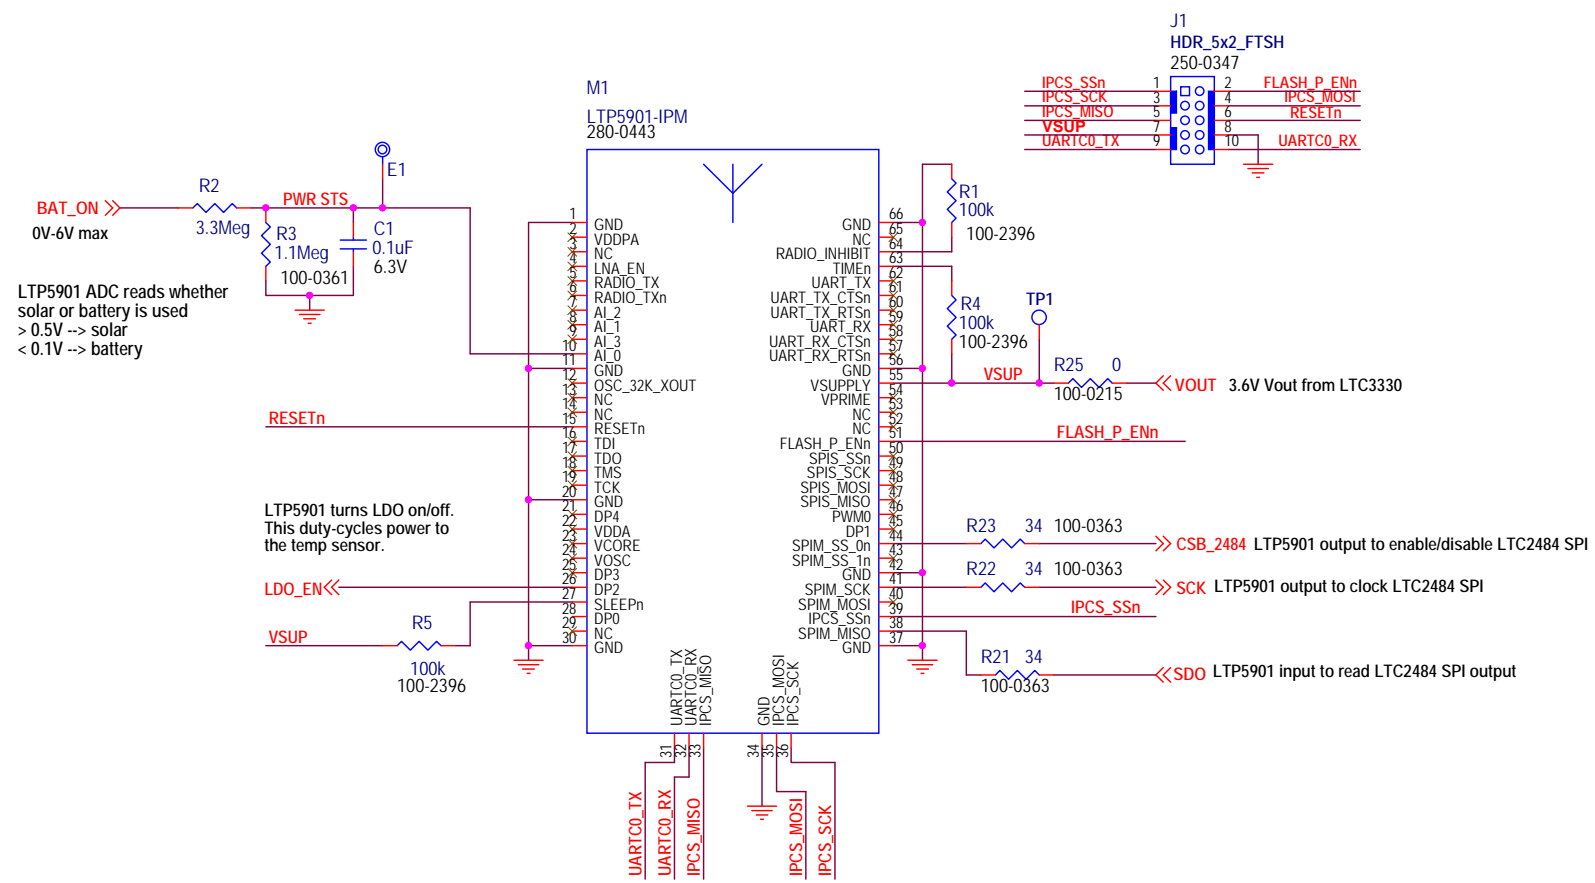 J1
HDR_5x2_FTSH
250-0347
IPCS_SSn 1 2 FLASH_P_ENn
IPCS_SCK 3 4 IPCS_MOSI
IPCS_MISO 5 6 RESETn
VSUP 7 8
UARTC0_TX 9 10 UARTC0_RX
M1
LTP5901-IPM
280-0443
E1
BAT_ON
0V-6V max
R2
3.3Meg
PWR STS
R3
1.1Meg
100-0361
C1
0.1uF
6.3V
LTP5901 ADC reads whether
solar or battery is used
> 0.5V --> solar
< 0.1V --> battery
RESETn
LTP5901 turns LDO on/off.
This duty-cycles power to
the temp sensor.
LDO_EN
VSUP
R5
100k
100-2396
1 GND
2 VDDPA
3 NC
4 LNA_EN
5 RADIO_TX
6 RADIO_TXn
7 AI_2
8 AI_1
9 AI_3
10 AI_0
11 GND
12 OSC_32K_XOUT
13 NC
14 NC
15 RESETn
16 TDI
17 TDO
18 TMS
19 TCK
20 GND
21 DP4
22 VDDA
23 VCORE
24 VOSC
25 DP3
26 DP2
27 SLEEPn
28 DP0
29 NC
30 GND
GND 66
NC 65
RADIO_INHIBIT 64
TIMEn 63
UART_TX 62
UART_TX_CTSn 61
UART_TX_RTSn 60
UART_RX 59
UART_RX_CTSn 58
UART_RX_RTSn 57
GND 56
VSUPPLY 55
VPRIME 54
NC 53
NC 52
FLASH_P_ENn 51
SPIS_SSn 50
SPIS_SCK 49
SPIS_MOSI 48
SPIS_MISO 47
PWM0 46
DP1 45
SPIM_SS_0n 44
SPIM_SS_1n 43
GND 42
SPIM_SCK 41
SPIM_MOSI 40
IPCS_SSn 39
SPIM_MISO 38
GND 37
UARTC0_TX 31
UARTC0_RX 32
IPCS_MISO 33
GND 34
IPCS_MOSI 35
IPCS_SCK 36
UARTC0_TX
UARTC0_RX
IPCS_MISO
IPCS_MOSI
IPCS_SCK
R1
100k
100-2396
R4
100k
100-2396
TP1
VSUP
R25 0
100-0215
VOUT 3.6V Vout from LTC3330
FLASH_P_ENn
R23 34 100-0363
CSB_2484 LTP5901 output to enable/disable LTC2484 SPI
R22 34 100-0363
SCK LTP5901 output to clock LTC2484 SPI
IPCS_SSn
R21 34
100-0363
SDO LTP5901 input to read LTC2484 SPI output